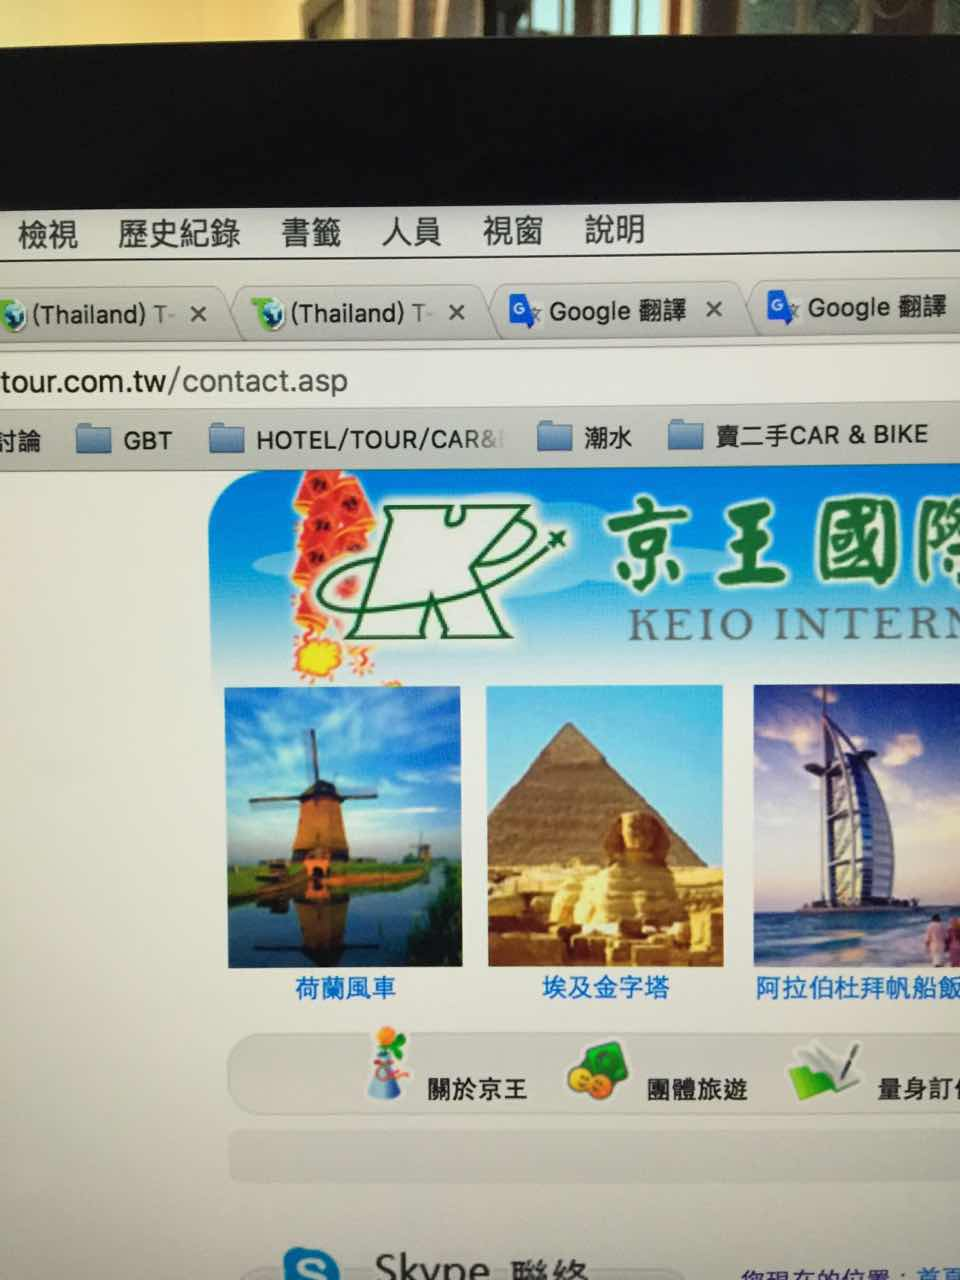 檢視 歷史紀錄 書籤 人員 視窗 說明
(Thailand) T- × (Thailand) T- × Google 翻譯 × Google 翻譯
tour.com.tw/contact.asp
討論 GBT HOTEL/TOUR/CAR& 潮水 賣二手CAR & BIKE
京王國際
KEIO INTERN
荷蘭風車 埃及金字塔 阿拉伯杜拜帆船飯
關於京王 團體旅遊 量身訂
Skype 聯絡
您現在的位置：首頁